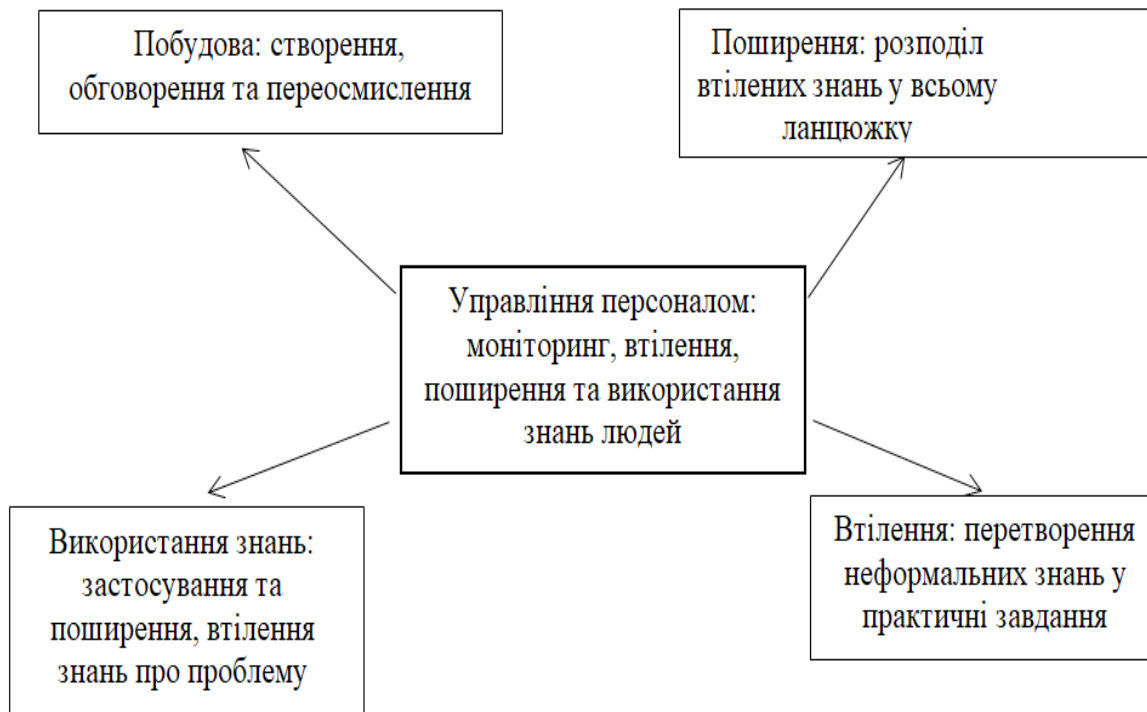 Побудова: створення,
обговорення та переосмислення
Поширення: розподіл
втілених знань у всьому
ланцюжку
Управління персоналом:
моніторинг, втілення,
поширення та використання
знань людей
Використання знань:
застосування та
поширення, втілення
знань про проблему
Втілення: перетворення
неформальних знань у
практичні завдання